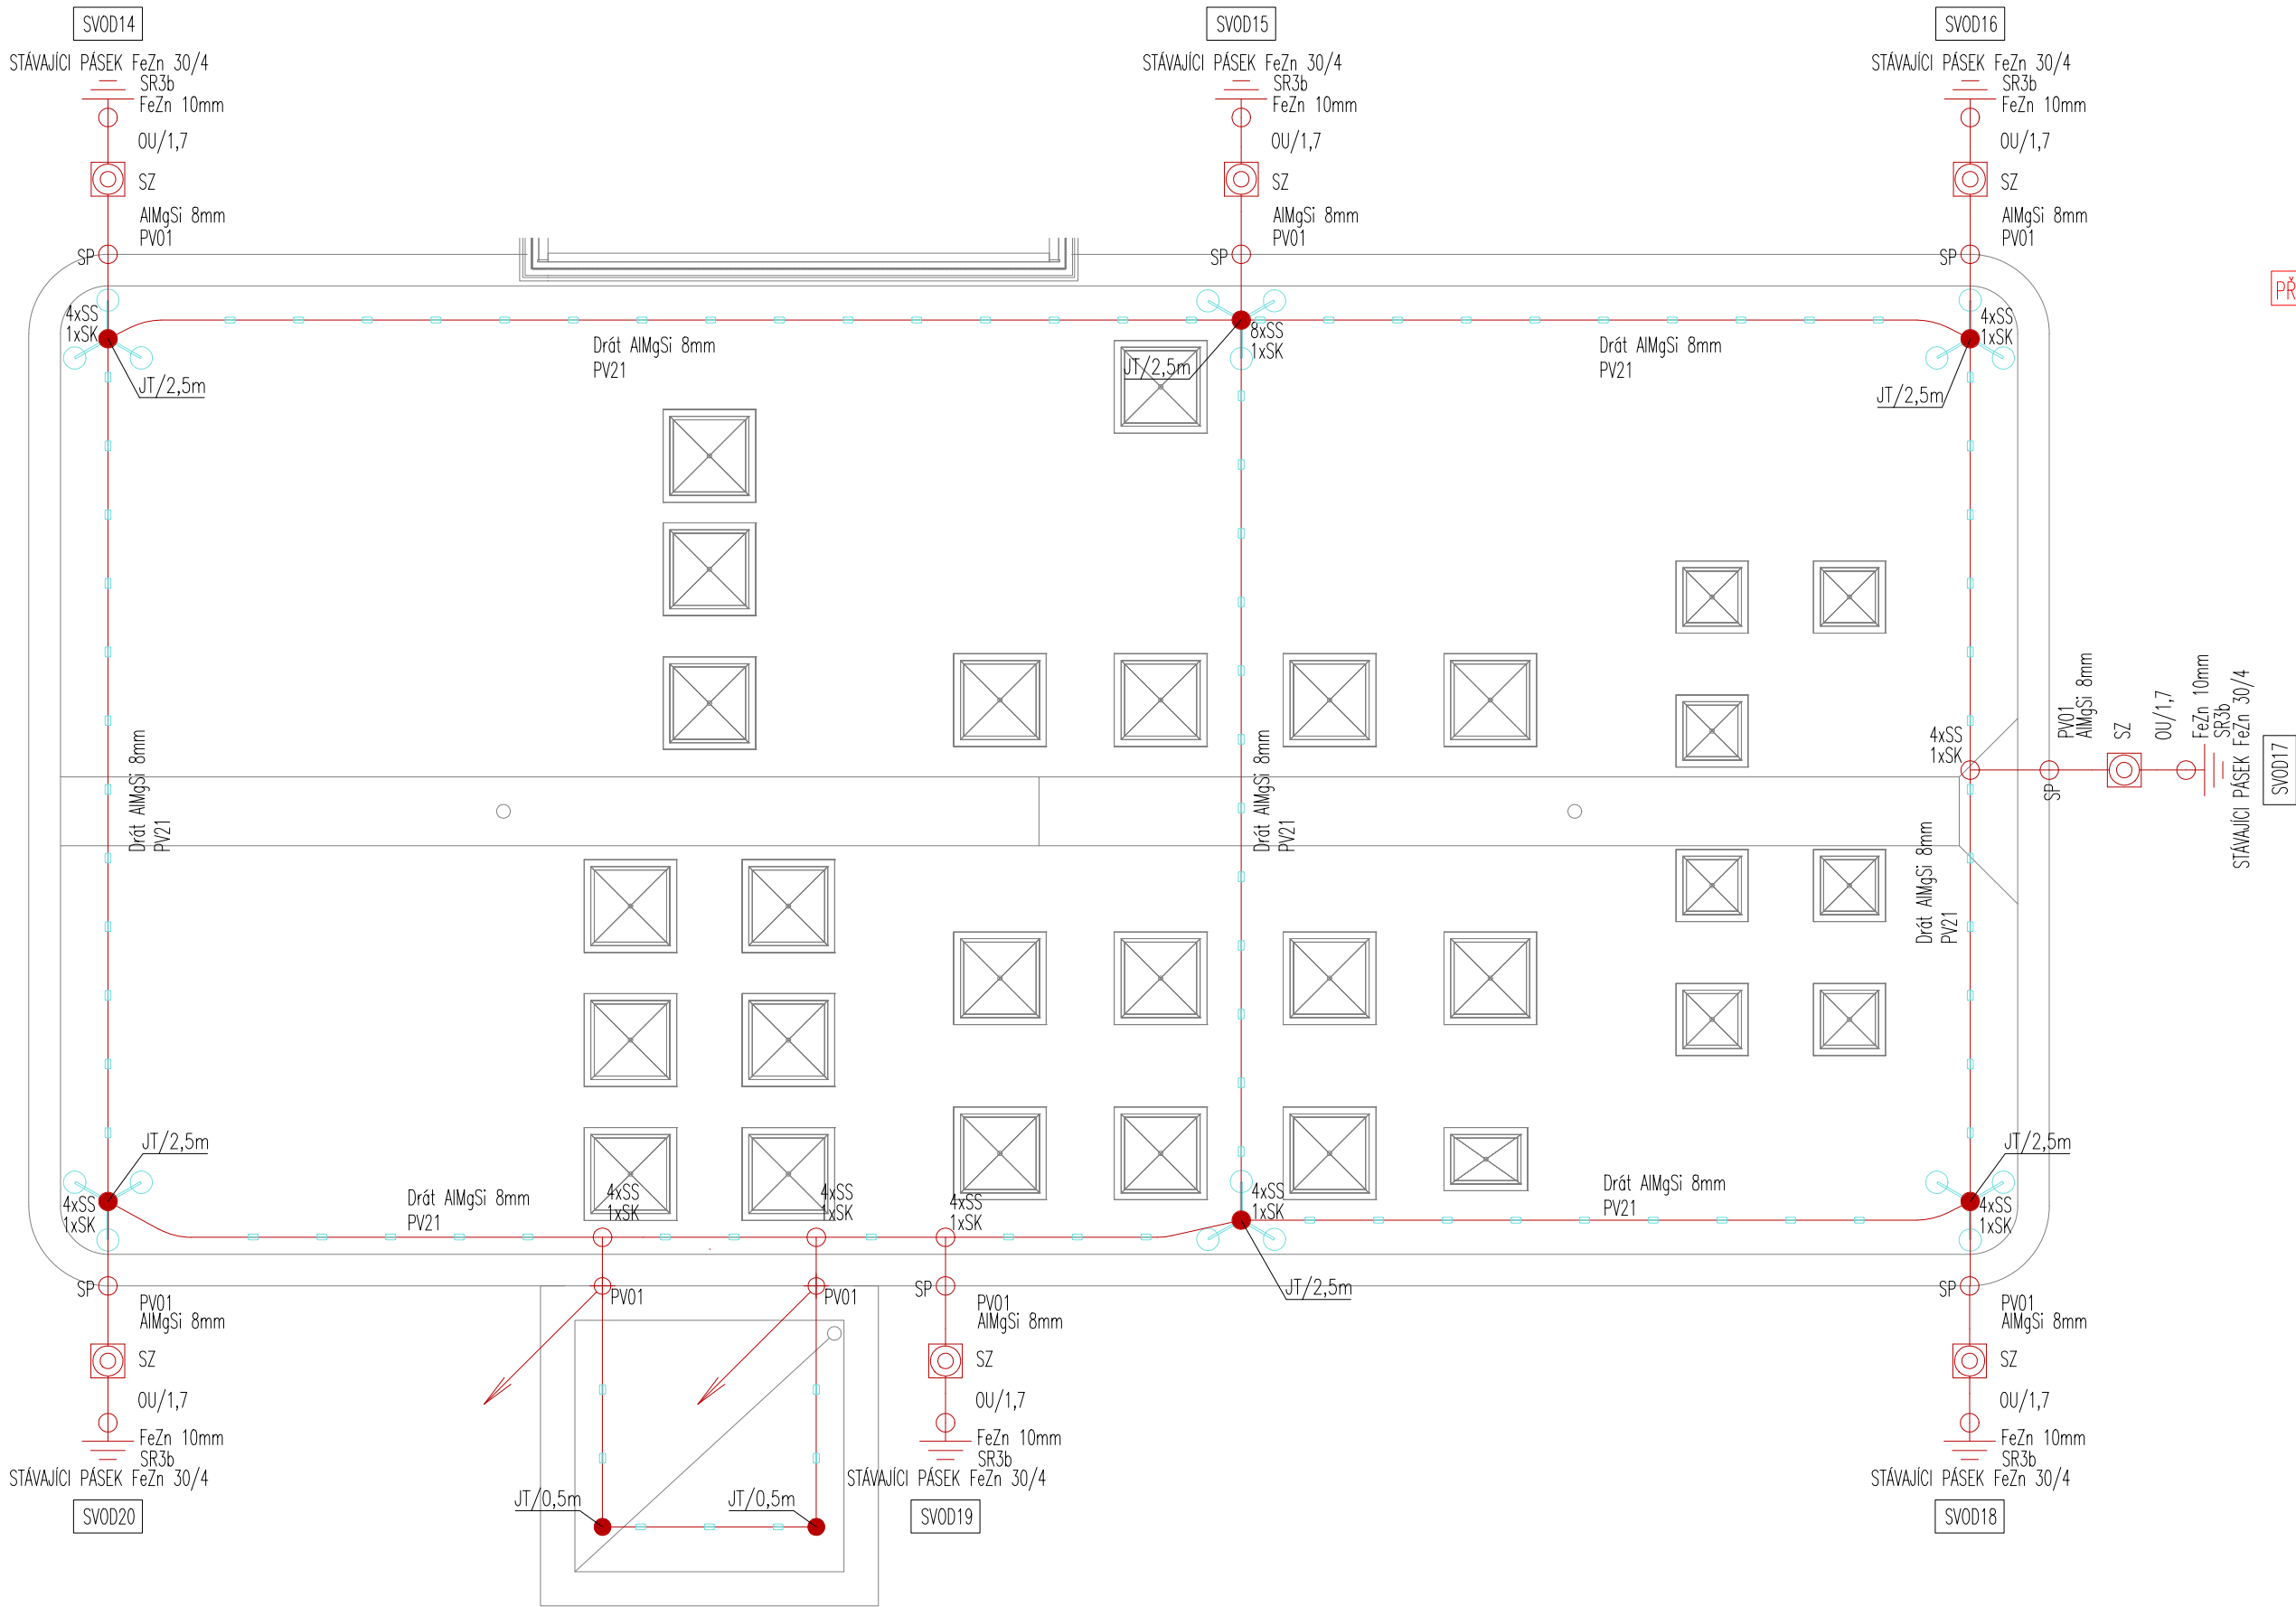 SVOD14
STÁVAJÍCI PÁSEK FeZn 30/4
SR3b
FeZn 10mm
OU/1,7
SZ
AlMgSi 8mm
PV01
SP
4xSS
1xSK
JT/2,5m
SVOD15
STÁVAJÍCI PÁSEK FeZn 30/4
SR3b
FeZn 10mm
OU/1,7
SZ
AlMgSi 8mm
PV01
SP
8xSS
1xSK
JT/2,5m
SVOD16
STÁVAJÍCI PÁSEK FeZn 30/4
SR3b
FeZn 10mm
OU/1,7
SZ
AlMgSi 8mm
PV01
SP
4xSS
1xSK
JT/2,5m
PŘ
Drát AlMgSi 8mm
PV21
Drát AlMgSi 8mm
PV21
Drát AlMgSi 8mm
PV21
Drát AlMgSi 8mm
PV21
4xSS
1xSK
SP
PV01
AlMgSi 8mm
SZ
OU/1,7
FeZn 10mm
SR3b
STÁVAJÍCI PÁSEK FeZn 30/4
SVOD17
Drát AlMgSi 8mm
PV21
JT/2,5m
4xSS
1xSK
Drát AlMgSi 8mm
PV21
4xSS
1xSK
4xSS
1xSK
4xSS
1xSK
4xSS
1xSK
JT/2,5m
Drát AlMgSi 8mm
PV21
JT/2,5m
4xSS
1xSK
SP
PV01
AlMgSi 8mm
SZ
OU/1,7
FeZn 10mm
SR3b
STÁVAJÍCI PÁSEK FeZn 30/4
SVOD20
PV01
PV01
JT/0,5m
JT/0,5m
SP
PV01
AlMgSi 8mm
SZ
OU/1,7
FeZn 10mm
SR3b
STÁVAJÍCI PÁSEK FeZn 30/4
SVOD19
SP
PV01
AlMgSi 8mm
SZ
OU/1,7
FeZn 10mm
SR3b
STÁVAJÍCI PÁSEK FeZn 30/4
SVOD18